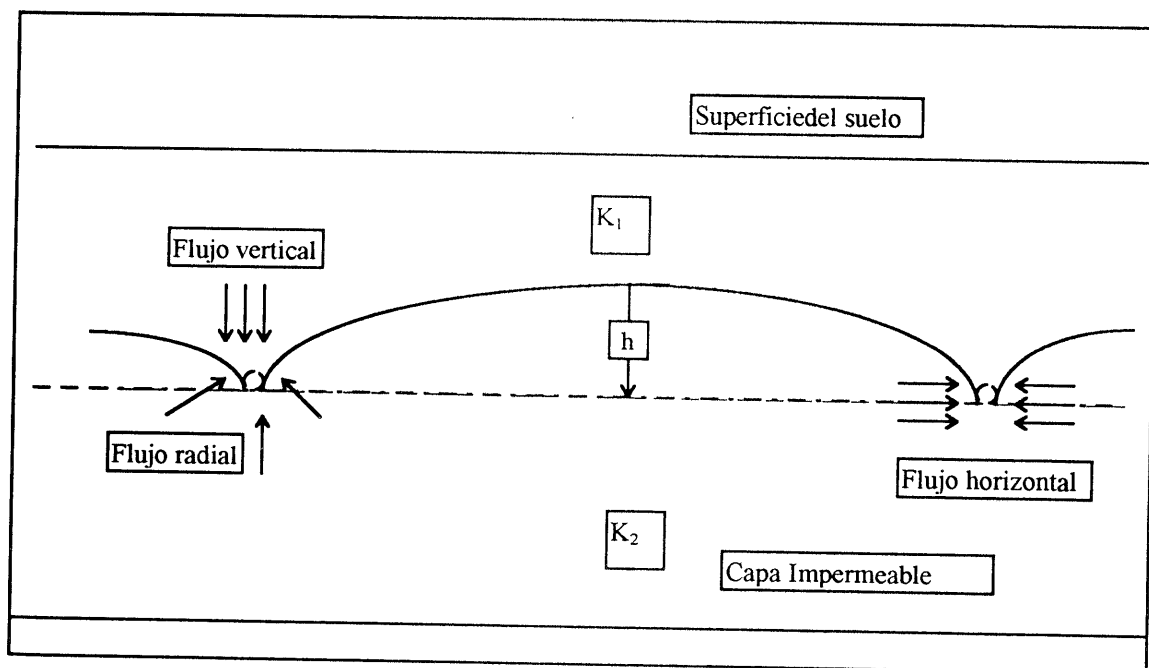 Superficiedel suelo
K₁
Flujo vertical
h
Flujo radial
Flujo horizontal
K₂
Capa Impermeable